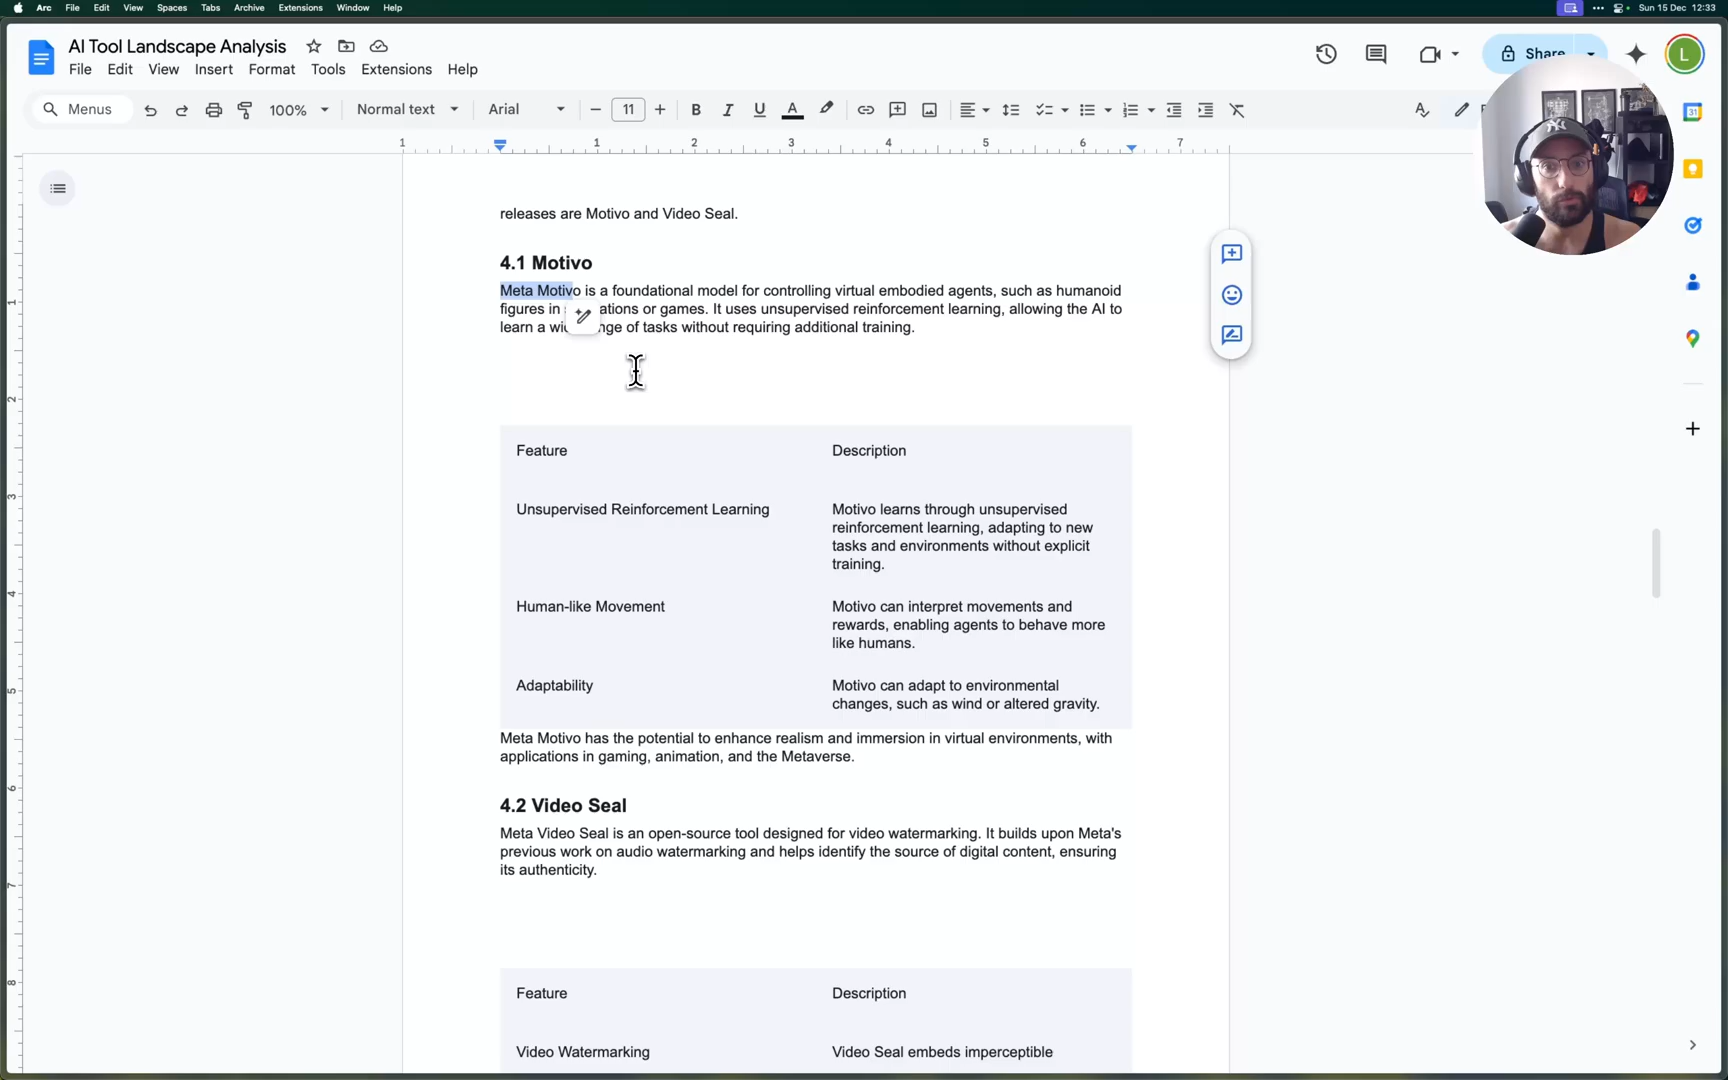 Arc File Edit View Spaces Tabs Archive Extensions Window Help Sun 15 Dec 12:33
AI Tool Landscape Analysis
File Edit View Insert Format Tools Extensions Help
Share
L
Menus 100% Normal text Arial 11 B I U A
1 1 2 3 4 5 6 7
releases are Motivo and Video Seal.
4.1 Motivo
Meta Motivo is a foundational model for controlling virtual embodied agents, such as humanoid
figures in ations or games. It uses unsupervised reinforcement learning, allowing the AI to
learn a wi nge of tasks without requiring additional training.
Feature Description
Unsupervised Reinforcement Learning
Motivo learns through unsupervised
reinforcement learning, adapting to new
tasks and environments without explicit
training.
Human-like Movement
Motivo can interpret movements and
rewards, enabling agents to behave more
like humans.
Adaptability
Motivo can adapt to environmental
changes, such as wind or altered gravity.
Meta Motivo has the potential to enhance realism and immersion in virtual environments, with
applications in gaming, animation, and the Metaverse.
4.2 Video Seal
Meta Video Seal is an open-source tool designed for video watermarking. It builds upon Meta's
previous work on audio watermarking and helps identify the source of digital content, ensuring
its authenticity.
Feature Description
Video Watermarking Video Seal embeds imperceptible